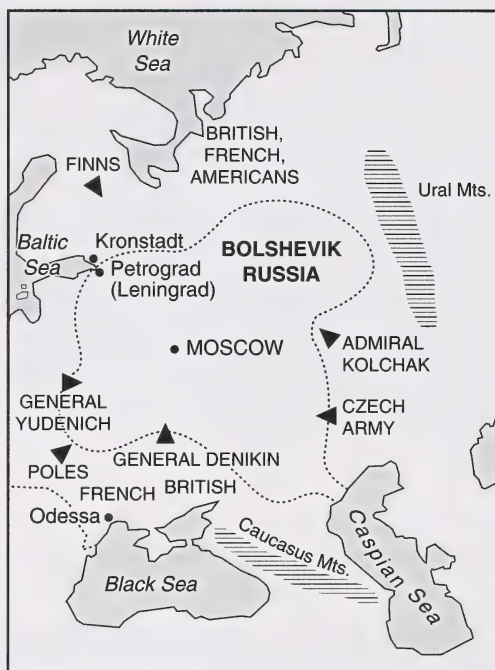 White
Sea
BRITISH,
FRENCH,
AMERICANS
FINNS
Ural Mts.
Baltic
Sea
Kronstadt
Petrograd
(Leningrad)
BOLSHEVIK
RUSSIA
MOSCOW
ADMIRAL
KOLCHAK
GENERAL
YUDENICH
CZECH
ARMY
POLES
GENERAL DENIKIN
FRENCH
BRITISH
Odessa
Caucasus Mts.
Caspian Sea
Black Sea